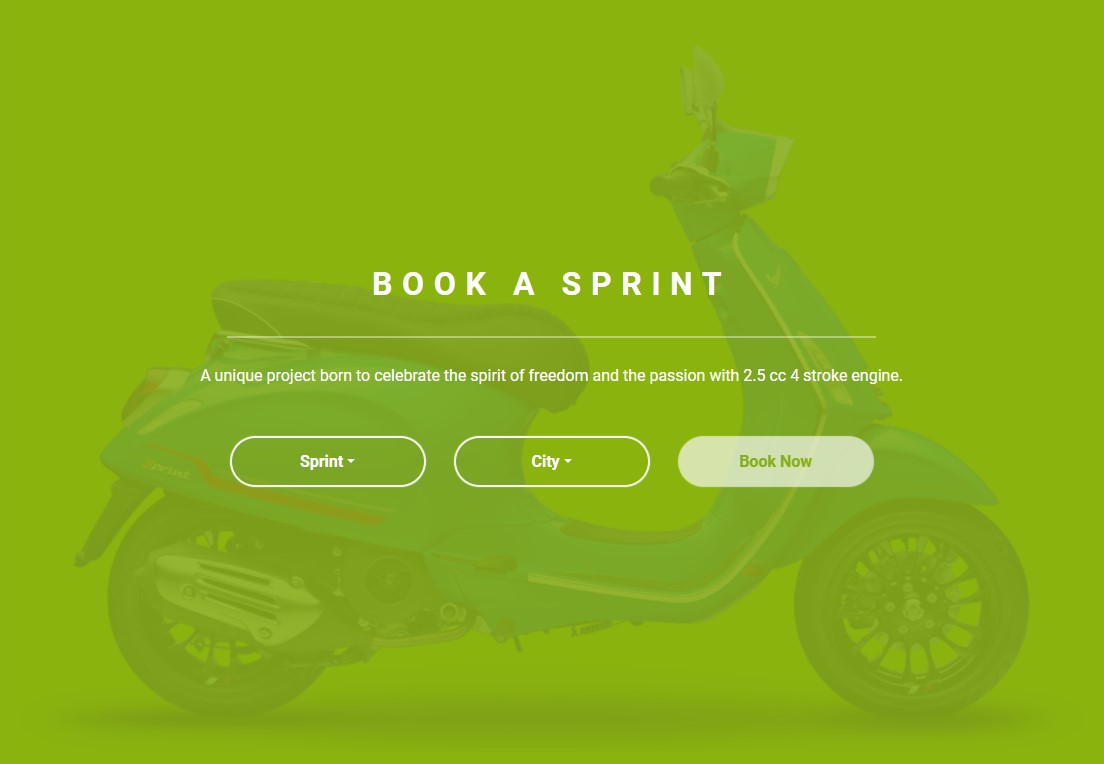 BOOK A SPRINT
A unique project born to celebrate the spirit of freedom and the passion with 2.5 cc 4 stroke engine.
Sprint City Book Now
Sprint